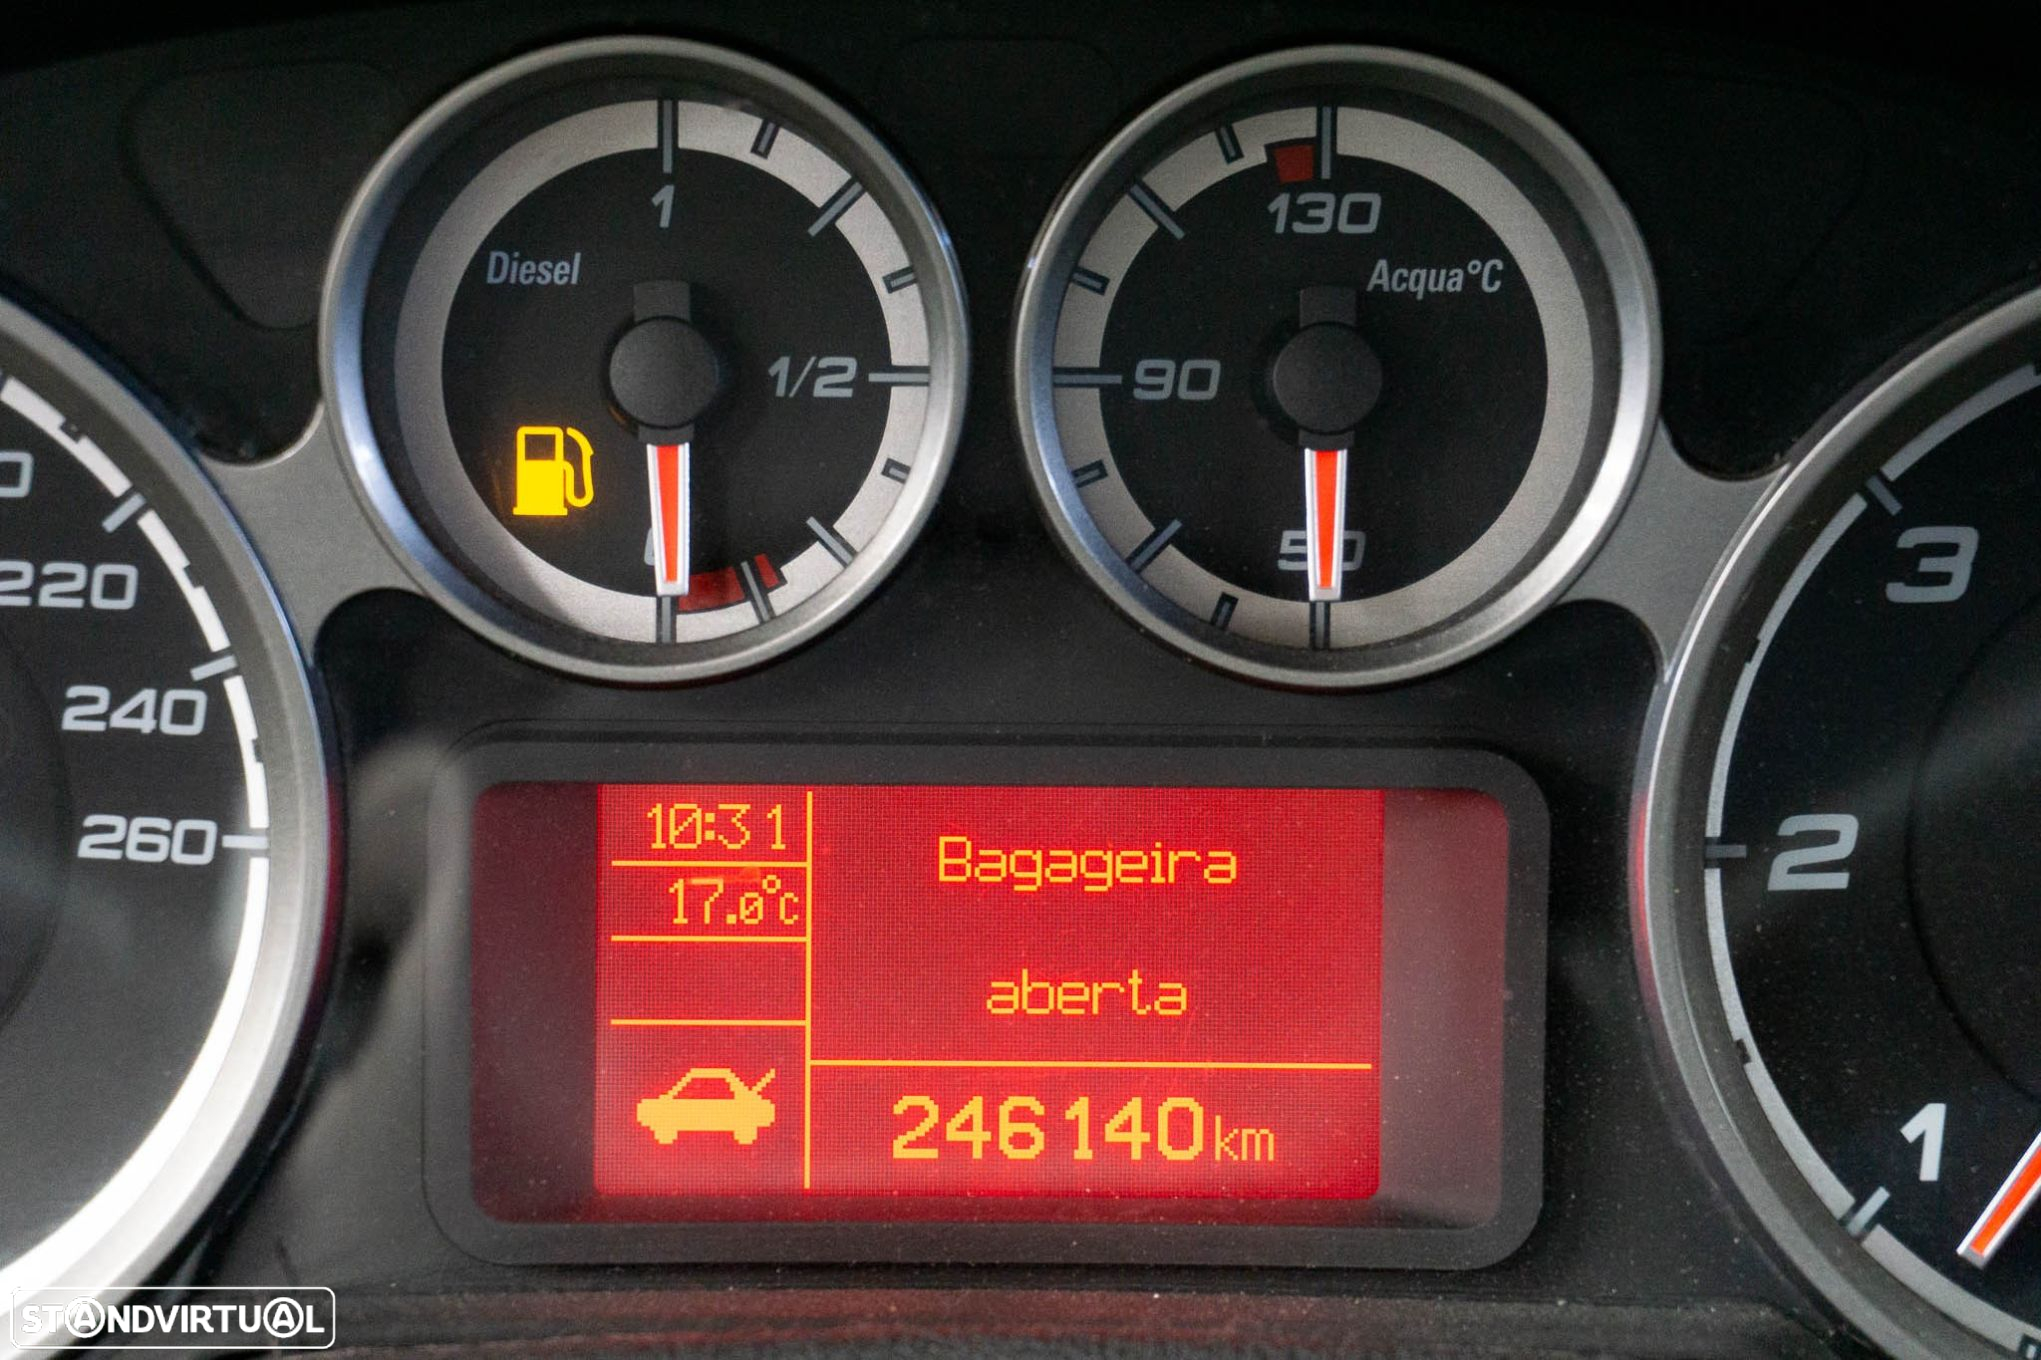 1
Diesel
1/2
130
Acqua°C
90
50
220
240
260
3
2
1
10:31
17.0°C
Bagageira
aberta
246140km
STANDVIRTUAL